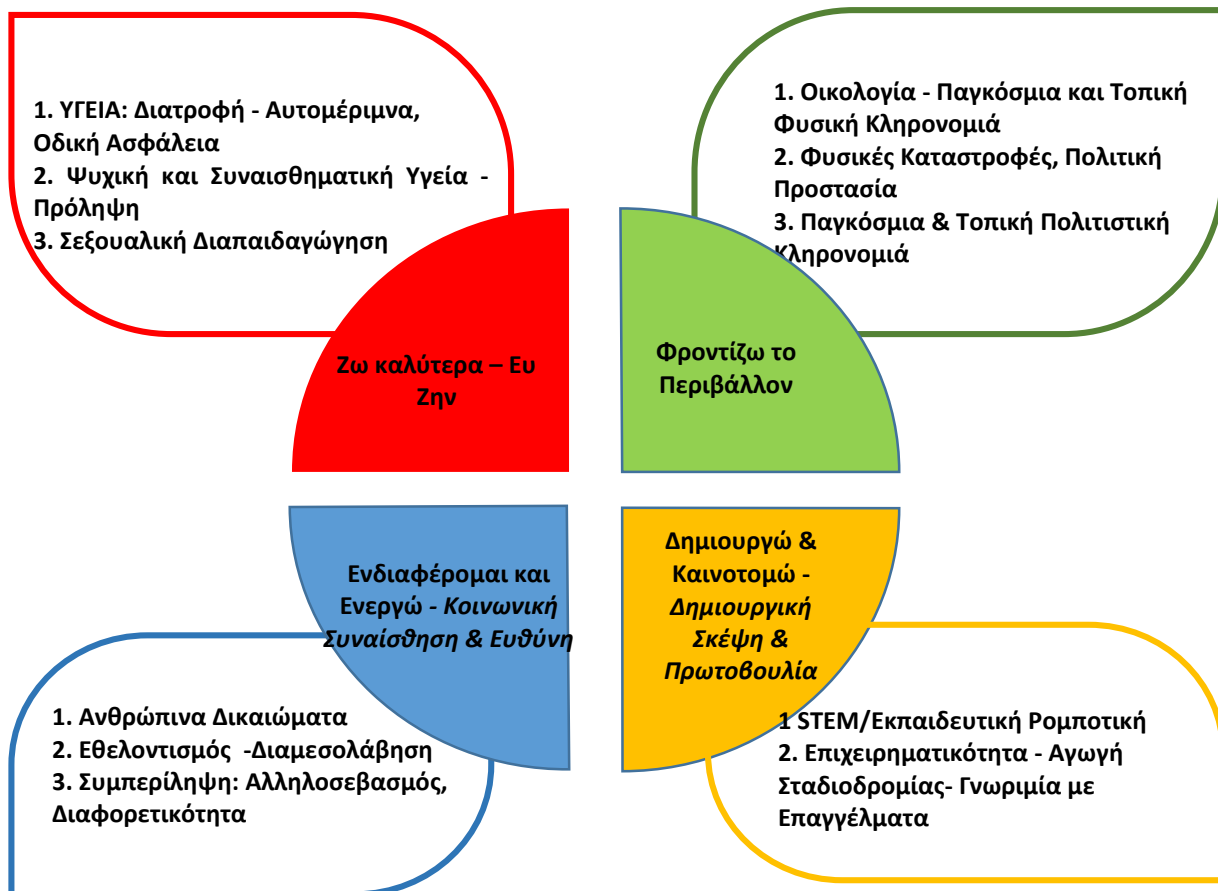 1. ΥΓΕΙΑ: Διατροφή - Αυτομέριμνα,
Οδική Ασφάλεια
2. Ψυχική και Συναισθηματική Υγεία -
Πρόληψη
3. Σεξουαλική Διαπαιδαγώγηση
1. Οικολογία - Παγκόσμια και Τοπική
Φυσική Κληρονομιά
2. Φυσικές Καταστροφές, Πολιτική
Προστασία
3. Παγκόσμια & Τοπική Πολιτιστική
Κληρονομιά
Ζω καλύτερα – Ευ
Ζην
Φροντίζω το
Περιβάλλον
Ενδιαφέρομαι και
Ενεργώ - Κοινωνική
Συναίσθηση & Ευθύνη
Δημιουργώ &
Καινοτομώ -
Δημιουργική
Σκέψη &
Πρωτοβουλία
1. Ανθρώπινα Δικαιώματα
2. Εθελοντισμός -Διαμεσολάβηση
3. Συμπερίληψη: Αλληλοσεβασμός,
Διαφορετικότητα
1 STEM/Εκπαιδευτική Ρομποτική
2. Επιχειρηματικότητα - Αγωγή
Σταδιοδρομίας- Γνωριμία με
Επαγγέλματα